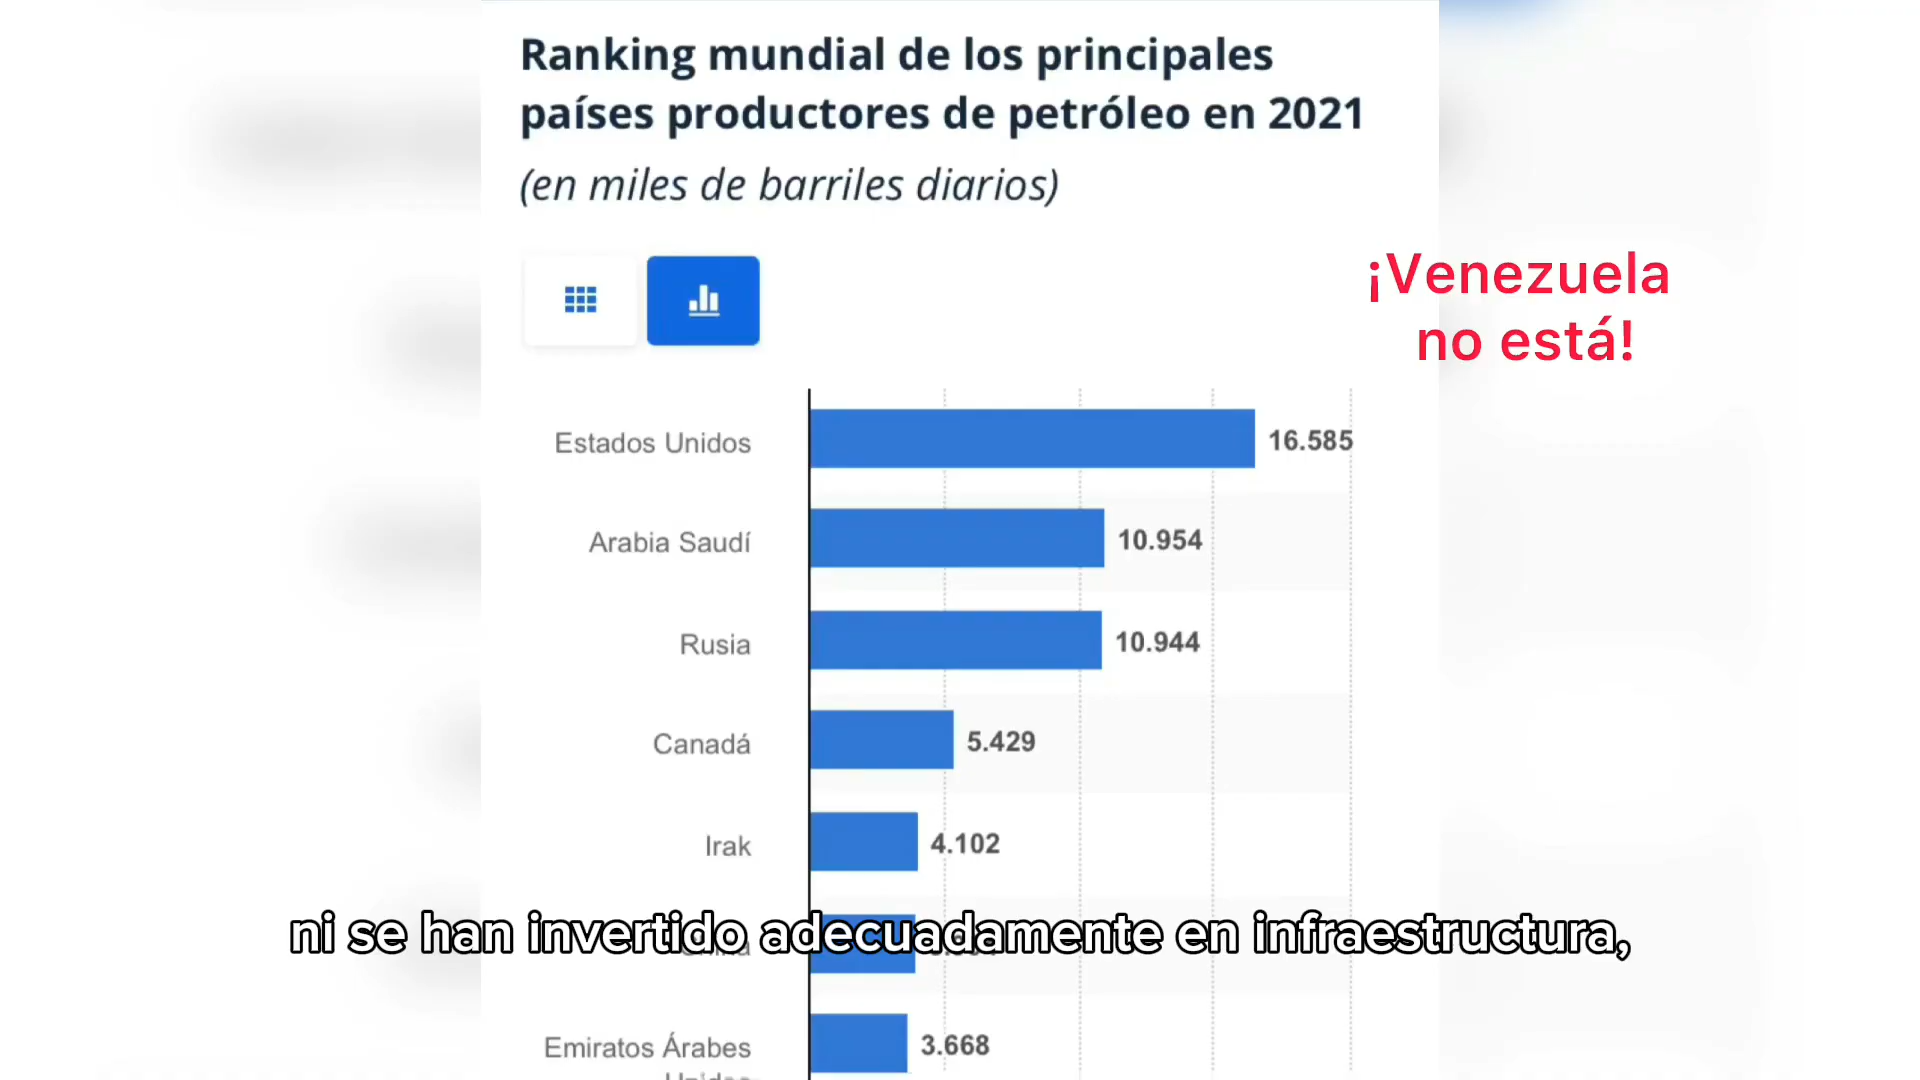 Ranking mundial de los principales
países productores de petróleo en 2021
(en miles de barriles diarios)
¡Venezuela
no está!
Estados Unidos 16.585
Arabia Saudí 10.954
Rusia 10.944
Canadá 5.429
Irak 4.102
ni se han invertido adecuadamente en infraestructura,
Emiratos Árabes 3.668
Unidos